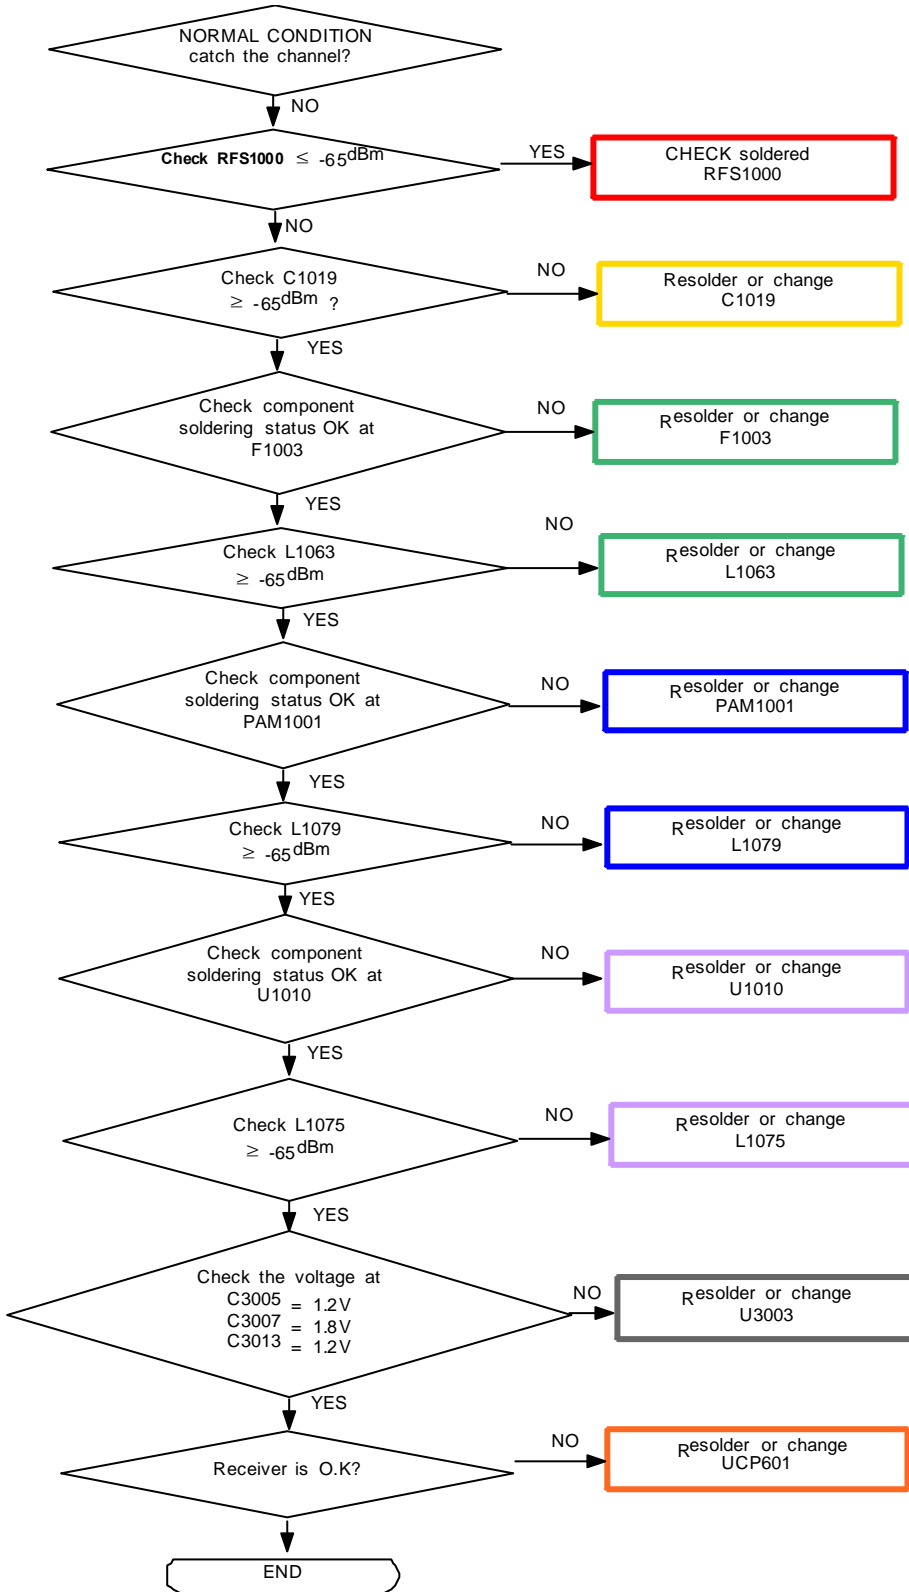 NORMAL CONDITION
catch the channel?
NO
Check RFS1000 ≤ -65dBm
YES
CHECK soldered
RFS1000
NO
Check C1019
≥ -65dBm ?
NO
Resolder or change
C1019
YES
Check component
soldering status OK at
F1003
NO
Resolder or change
F1003
YES
Check L1063
≥ -65dBm
NO
Resolder or change
L1063
YES
Check component
soldering status OK at
PAM1001
NO
Resolder or change
PAM1001
YES
Check L1079
≥ -65dBm
NO
Resolder or change
L1079
YES
Check component
soldering status OK at
U1010
NO
Resolder or change
U1010
YES
Check L1075
≥ -65dBm
NO
Resolder or change
L1075
YES
Check the voltage at
C3005 = 1.2V
C3007 = 1.8V
C3013 = 1.2V
NO
Resolder or change
U3003
YES
Receiver is O.K?
NO
Resolder or change
UCP601
END